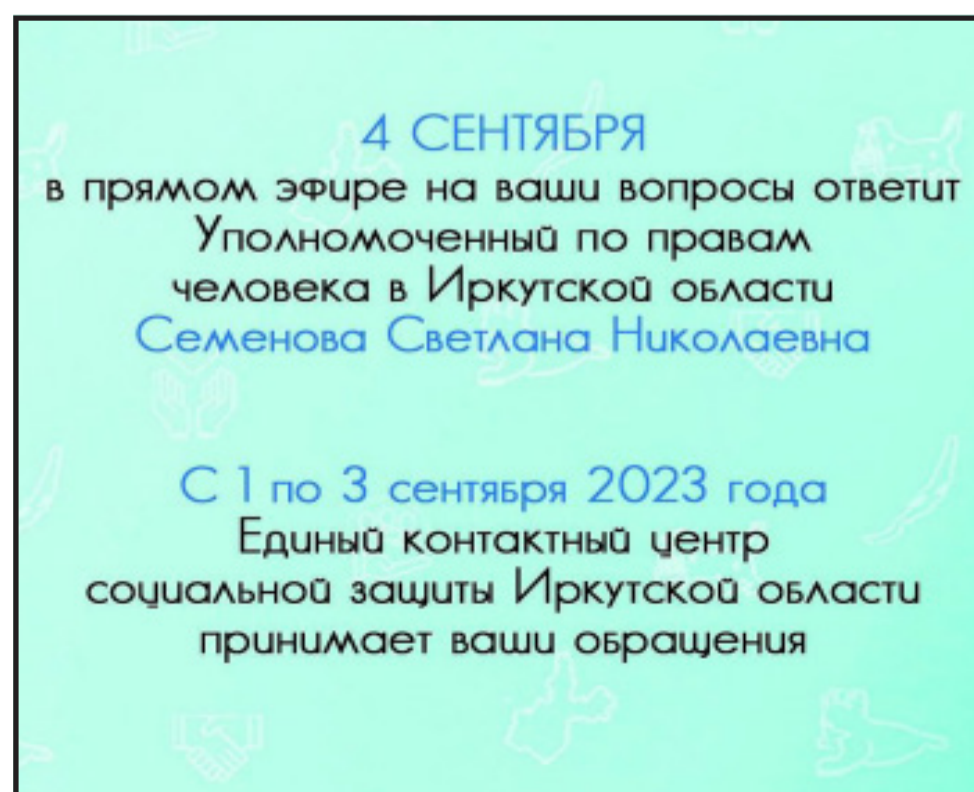 4 СЕНТЯБРЯ
в прямом эфире на ваши вопросы ответит
Уполномоченный по правам
человека в Иркутской области
Семенова Светлана Николаевна
С 1 по 3 сентября 2023 года
Единый контактный центр
социальной защиты Иркутской области
принимает ваши обращения